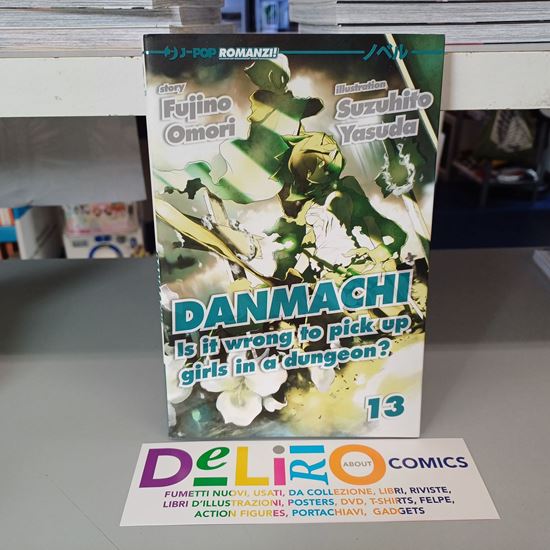 J-POP ROMANZI!
ノベル
story
Fujino
Omori
illustration
Suzuhito
Yasuda
DANMACHI
Is it wrong to pick up
girls in a dungeon?
13
DeLiRiO ABOUT COMICS
FUMETTI NUOVI, USATI, DA COLLEZIONE, LIBRI, RIVISTE,
LIBRI D'ILLUSTRAZIONI, POSTERS, DVD, T-SHIRTS, FELPE,
ACTION FIGURES, PORTACHIAVI, GADGETS